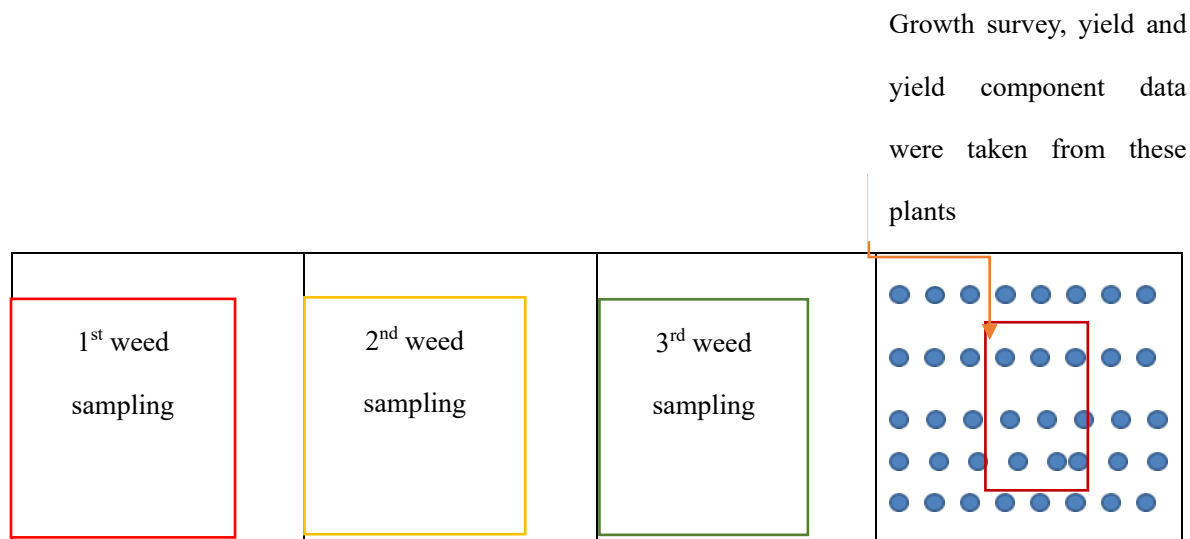 Growth survey, yield and
yield component data
were taken from these
plants
1st weed
sampling
2nd weed
sampling
3rd weed
sampling